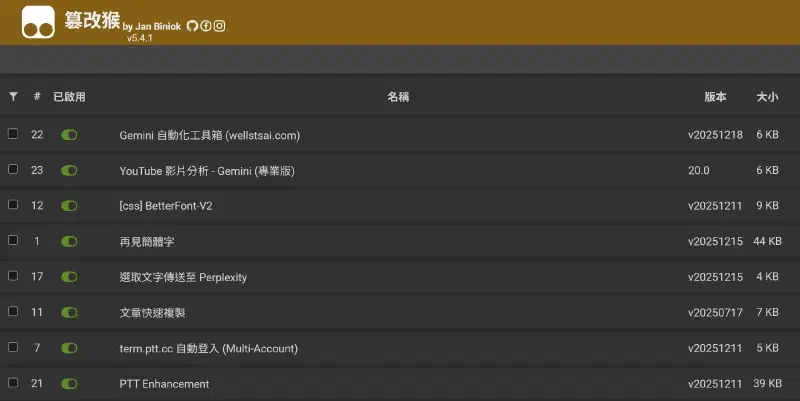 篡改猴 by Jan Biniok
v5.4.1
# 已啟用 名稱 版本 大小
22 Gemini 自動化工具箱 (wellstsai.com) v20251218 6 KB
23 YouTube 影片分析 - Gemini (專業版) 20.0 6 KB
12 [css] BetterFont-V2 v20251211 9 KB
1 再見簡體字 v20251215 44 KB
17 選取文字傳送至 Perplexity v20251215 4 KB
11 文章快速複製 v20250717 7 KB
7 term.ptt.cc 自動登入 (Multi-Account) v20251211 5 KB
21 PTT Enhancement v20251211 39 KB